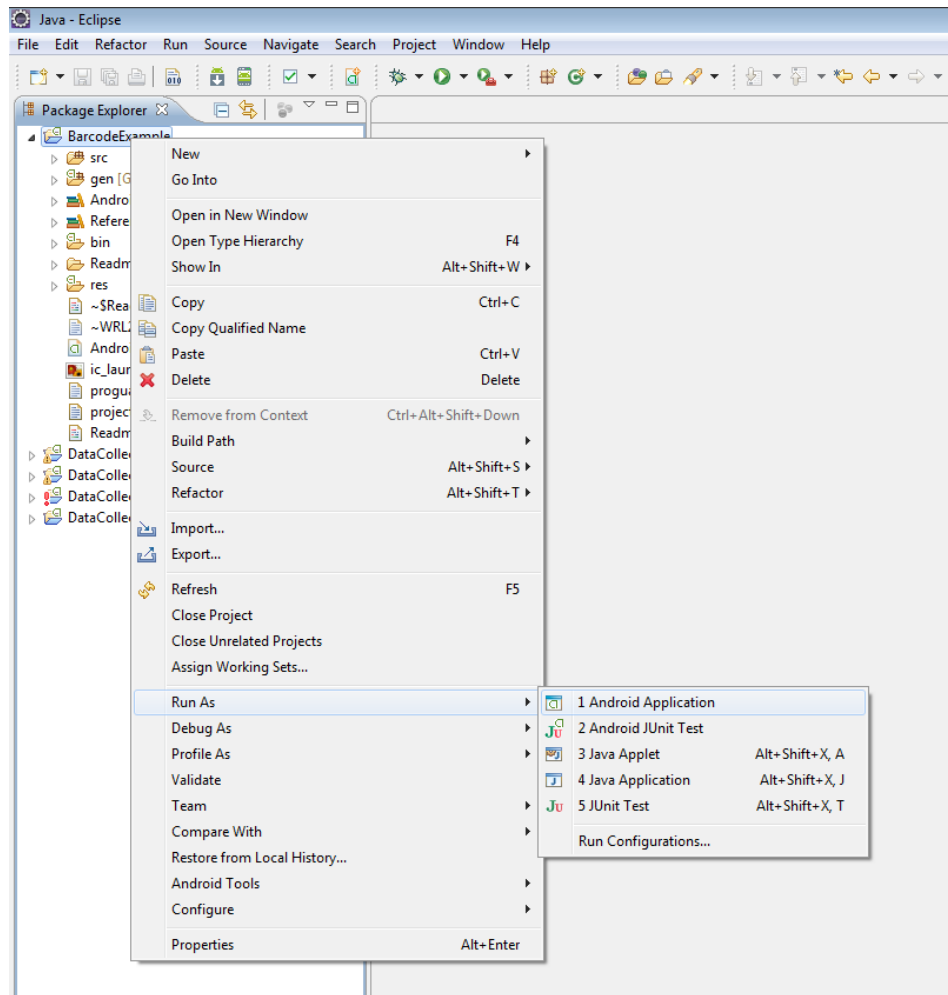 Java - Eclipse
File Edit Refactor Run Source Navigate Search Project Window Help
Package Explorer
BarcodeExample
src
gen [G
Andro
Refere
bin
Readm
res
~$Rea
~WRL
Andro
ic_laun
progua
project
Readm
DataColle
DataColle
DataColle
DataColle
New
Go Into
Open in New Window
Open Type Hierarchy F4
Show In Alt+Shift+W
Copy Ctrl+C
Copy Qualified Name
Paste Ctrl+V
Delete Delete
Remove from Context Ctrl+Alt+Shift+Down
Build Path
Source Alt+Shift+S
Refactor Alt+Shift+T
Import...
Export...
Refresh F5
Close Project
Close Unrelated Projects
Assign Working Sets...
Run As
Debug As
Profile As
Validate
Team
Compare With
Restore from Local History...
Android Tools
Configure
Properties Alt+Enter
1 Android Application
2 Android JUnit Test
3 Java Applet Alt+Shift+X, A
4 Java Application Alt+Shift+X, J
5 JUnit Test Alt+Shift+X, T
Run Configurations...